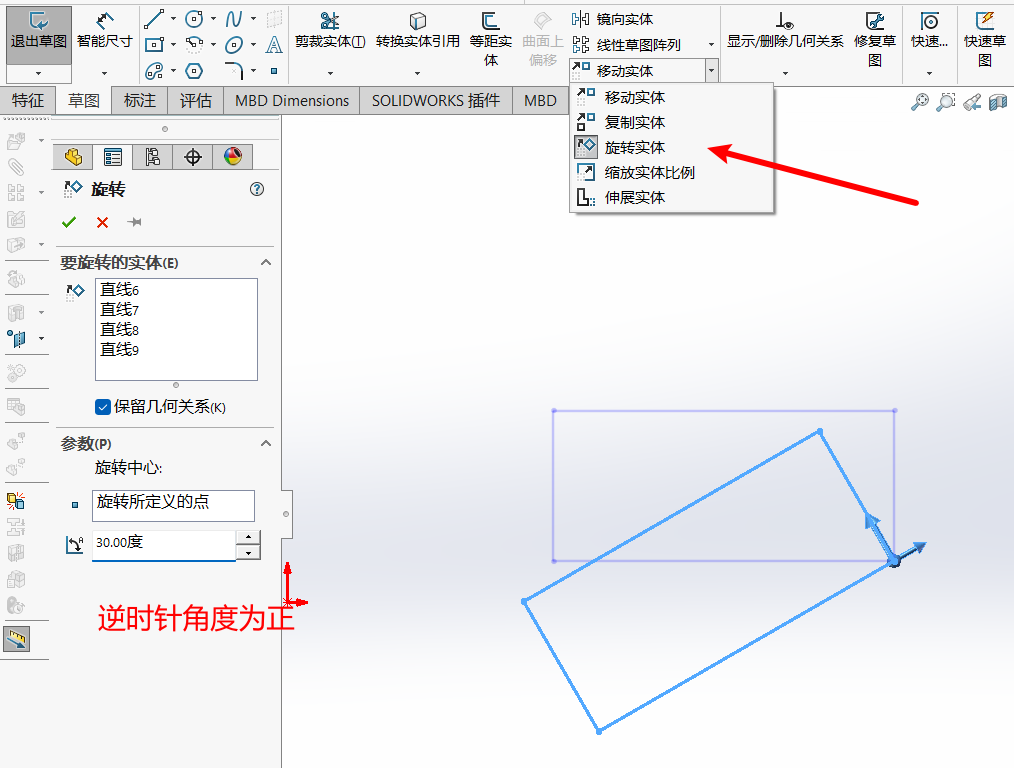 退出草图
智能尺寸
剪裁实体(T)
转换实体引用
等距实体
曲面上偏移
镜向实体
线性草图阵列
移动实体
显示/删除几何关系
修复草图
快速...
快速草图
特征
草图
标注
评估
MBD Dimensions
SOLIDWORKS 插件
MBD
移动实体
复制实体
旋转实体
缩放实体比例
伸展实体
旋转
要旋转的实体(E)
直线6
直线7
直线8
直线9
保留几何关系(K)
参数(P)
旋转中心:
旋转所定义的点
30.00度
逆时针角度为正